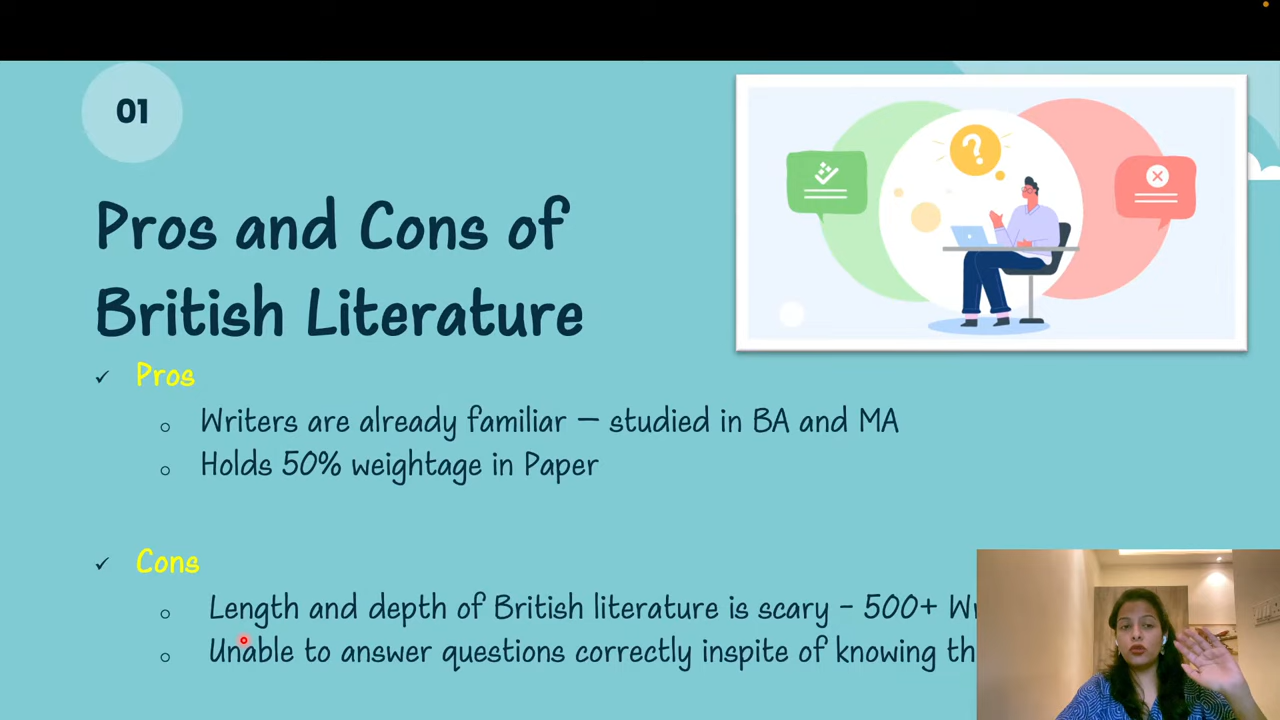 01
Pros and Cons of
British Literature
✓ Pros
o Writers are already familiar – studied in BA and MA
o Holds 50% weightage in Paper
✓ Cons
o Length and depth of British literature is scary - 500+
o Unable to answer questions correctly inspite of knowing